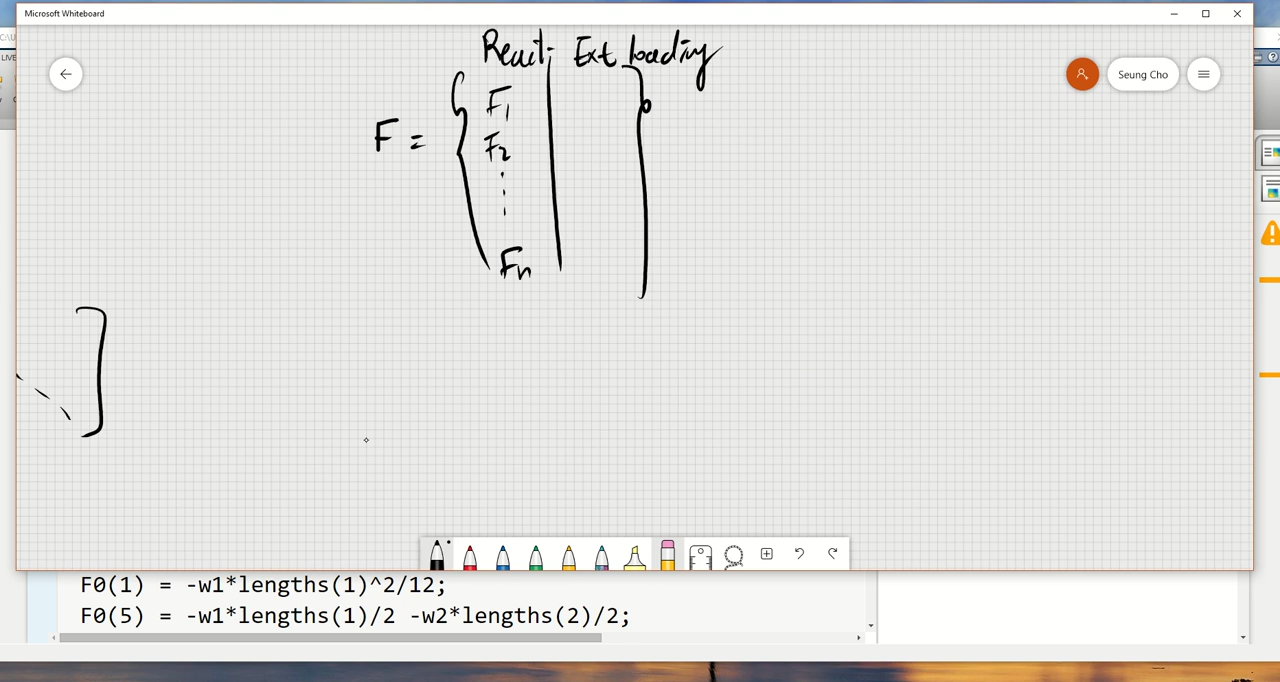 Microsoft Whiteboard
LIVE
Seung Cho
React. Ext loading
F = F1
F2
Fn
F0(1) = -w1*lengths(1)^2/12;
F0(5) = -w1*lengths(1)/2 -w2*lengths(2)/2;